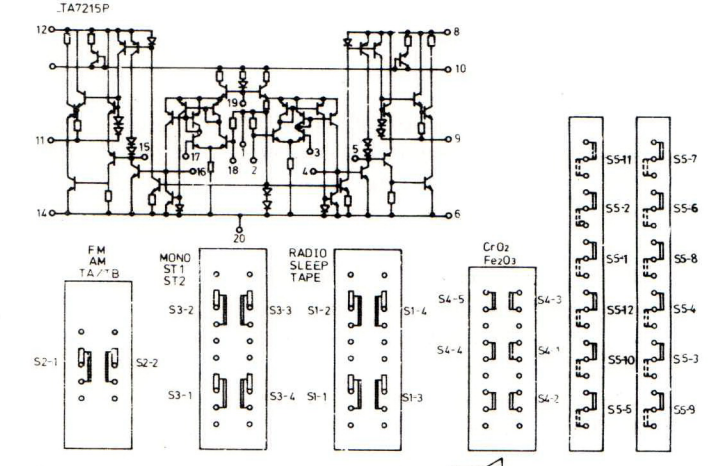 TA7215P
12
8
10
19
11
9
15
17
1
3
5
16
18
2
4
14
6
20
FM
AM
TA/TB
MONO
ST1
ST2
RADIO
SLEEP
TAPE
CrO2
Fe2O3
S2-1
S2-2
S3-2
S3-3
S3-1
S3-4
S1-2
S1-4
S1-1
S1-3
S4-5
S4-3
S4-4
S4-1
S4-2
S5-11
S5-7
S5-2
S5-6
S5-1
S5-8
S5-12
S5-4
S5-10
S5-3
S5-5
S5-9